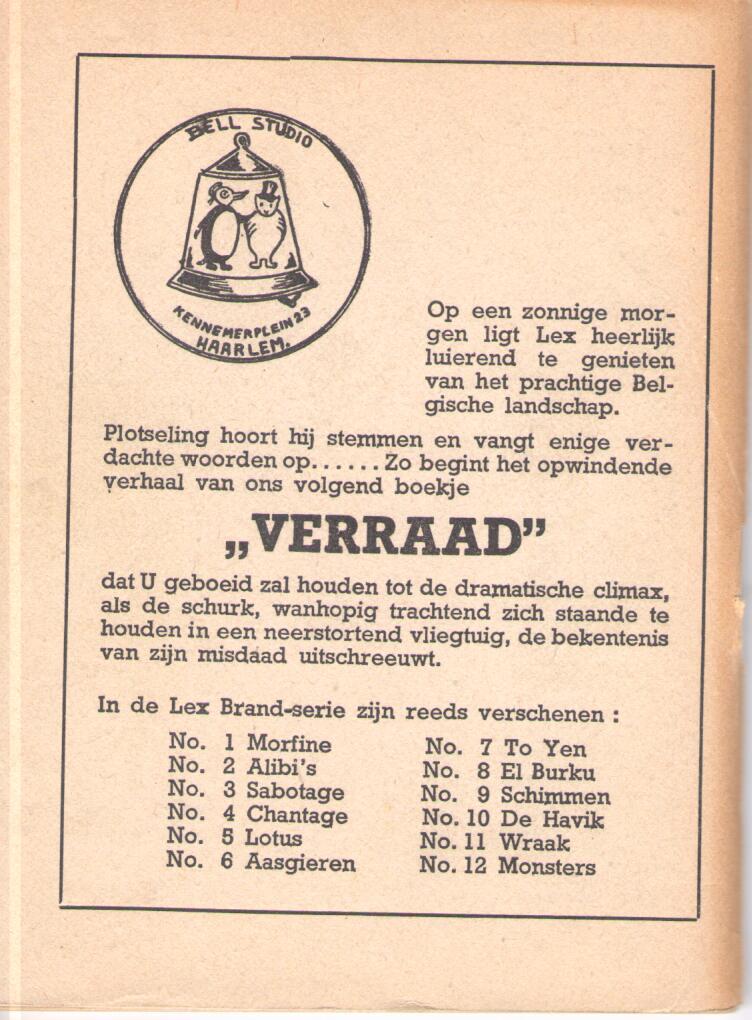 BELL STUDIO
KENNEMERPLEIN 23
HAARLEM.
Op een zonnige mor-
gen ligt Lex heerlijk
luierend te genieten
van het prachtige Bel-
gische landschap.
Plotseling hoort hij stemmen en vangt enige ver-
dachte woorden op...... Zo begint het opwindende
verhaal van ons volgend boekje
„VERRAAD”
dat U geboeid zal houden tot de dramatische climax,
als de schurk, wanhopig trachtend zich staande te
houden in een neerstortend vliegtuig, de bekentenis
van zijn misdaad uitschreeuwt.
In de Lex Brand-serie zijn reeds verschenen :
No. 1 Morfine
No. 2 Alibi's
No. 3 Sabotage
No. 4 Chantage
No. 5 Lotus
No. 6 Aasgieren
No. 7 To Yen
No. 8 El Burku
No. 9 Schimmen
No. 10 De Havik
No. 11 Wraak
No. 12 Monsters